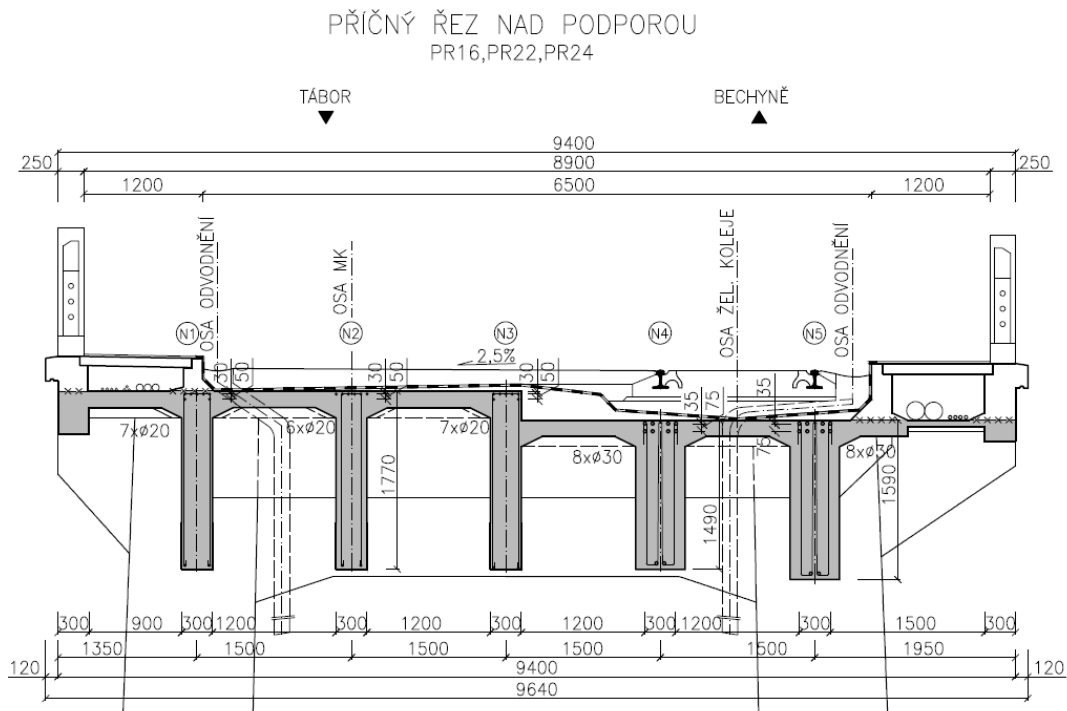 PŘÍČNÝ ŘEZ NAD PODPOROU
PR16,PR22,PR24
TÁBOR
BECHYNĚ
9400
250
8900
250
1200
6500
1200
OSA ODVODNĚNÍ
OSA MK
OSA ŽEL. KOLEJE
OSA ODVODNĚNÍ
N1
N2
N3
N4
N5
2,5%
30
50
30
50
30
50
35
75
35
75
7xø20
6xø20
7xø20
8xø30
8xø30
1770
1490
1590
300
900
300
1200
300
1200
300
1200
300
1200
300
1500
300
1350
1500
1500
1500
1500
1950
120
9400
120
9640